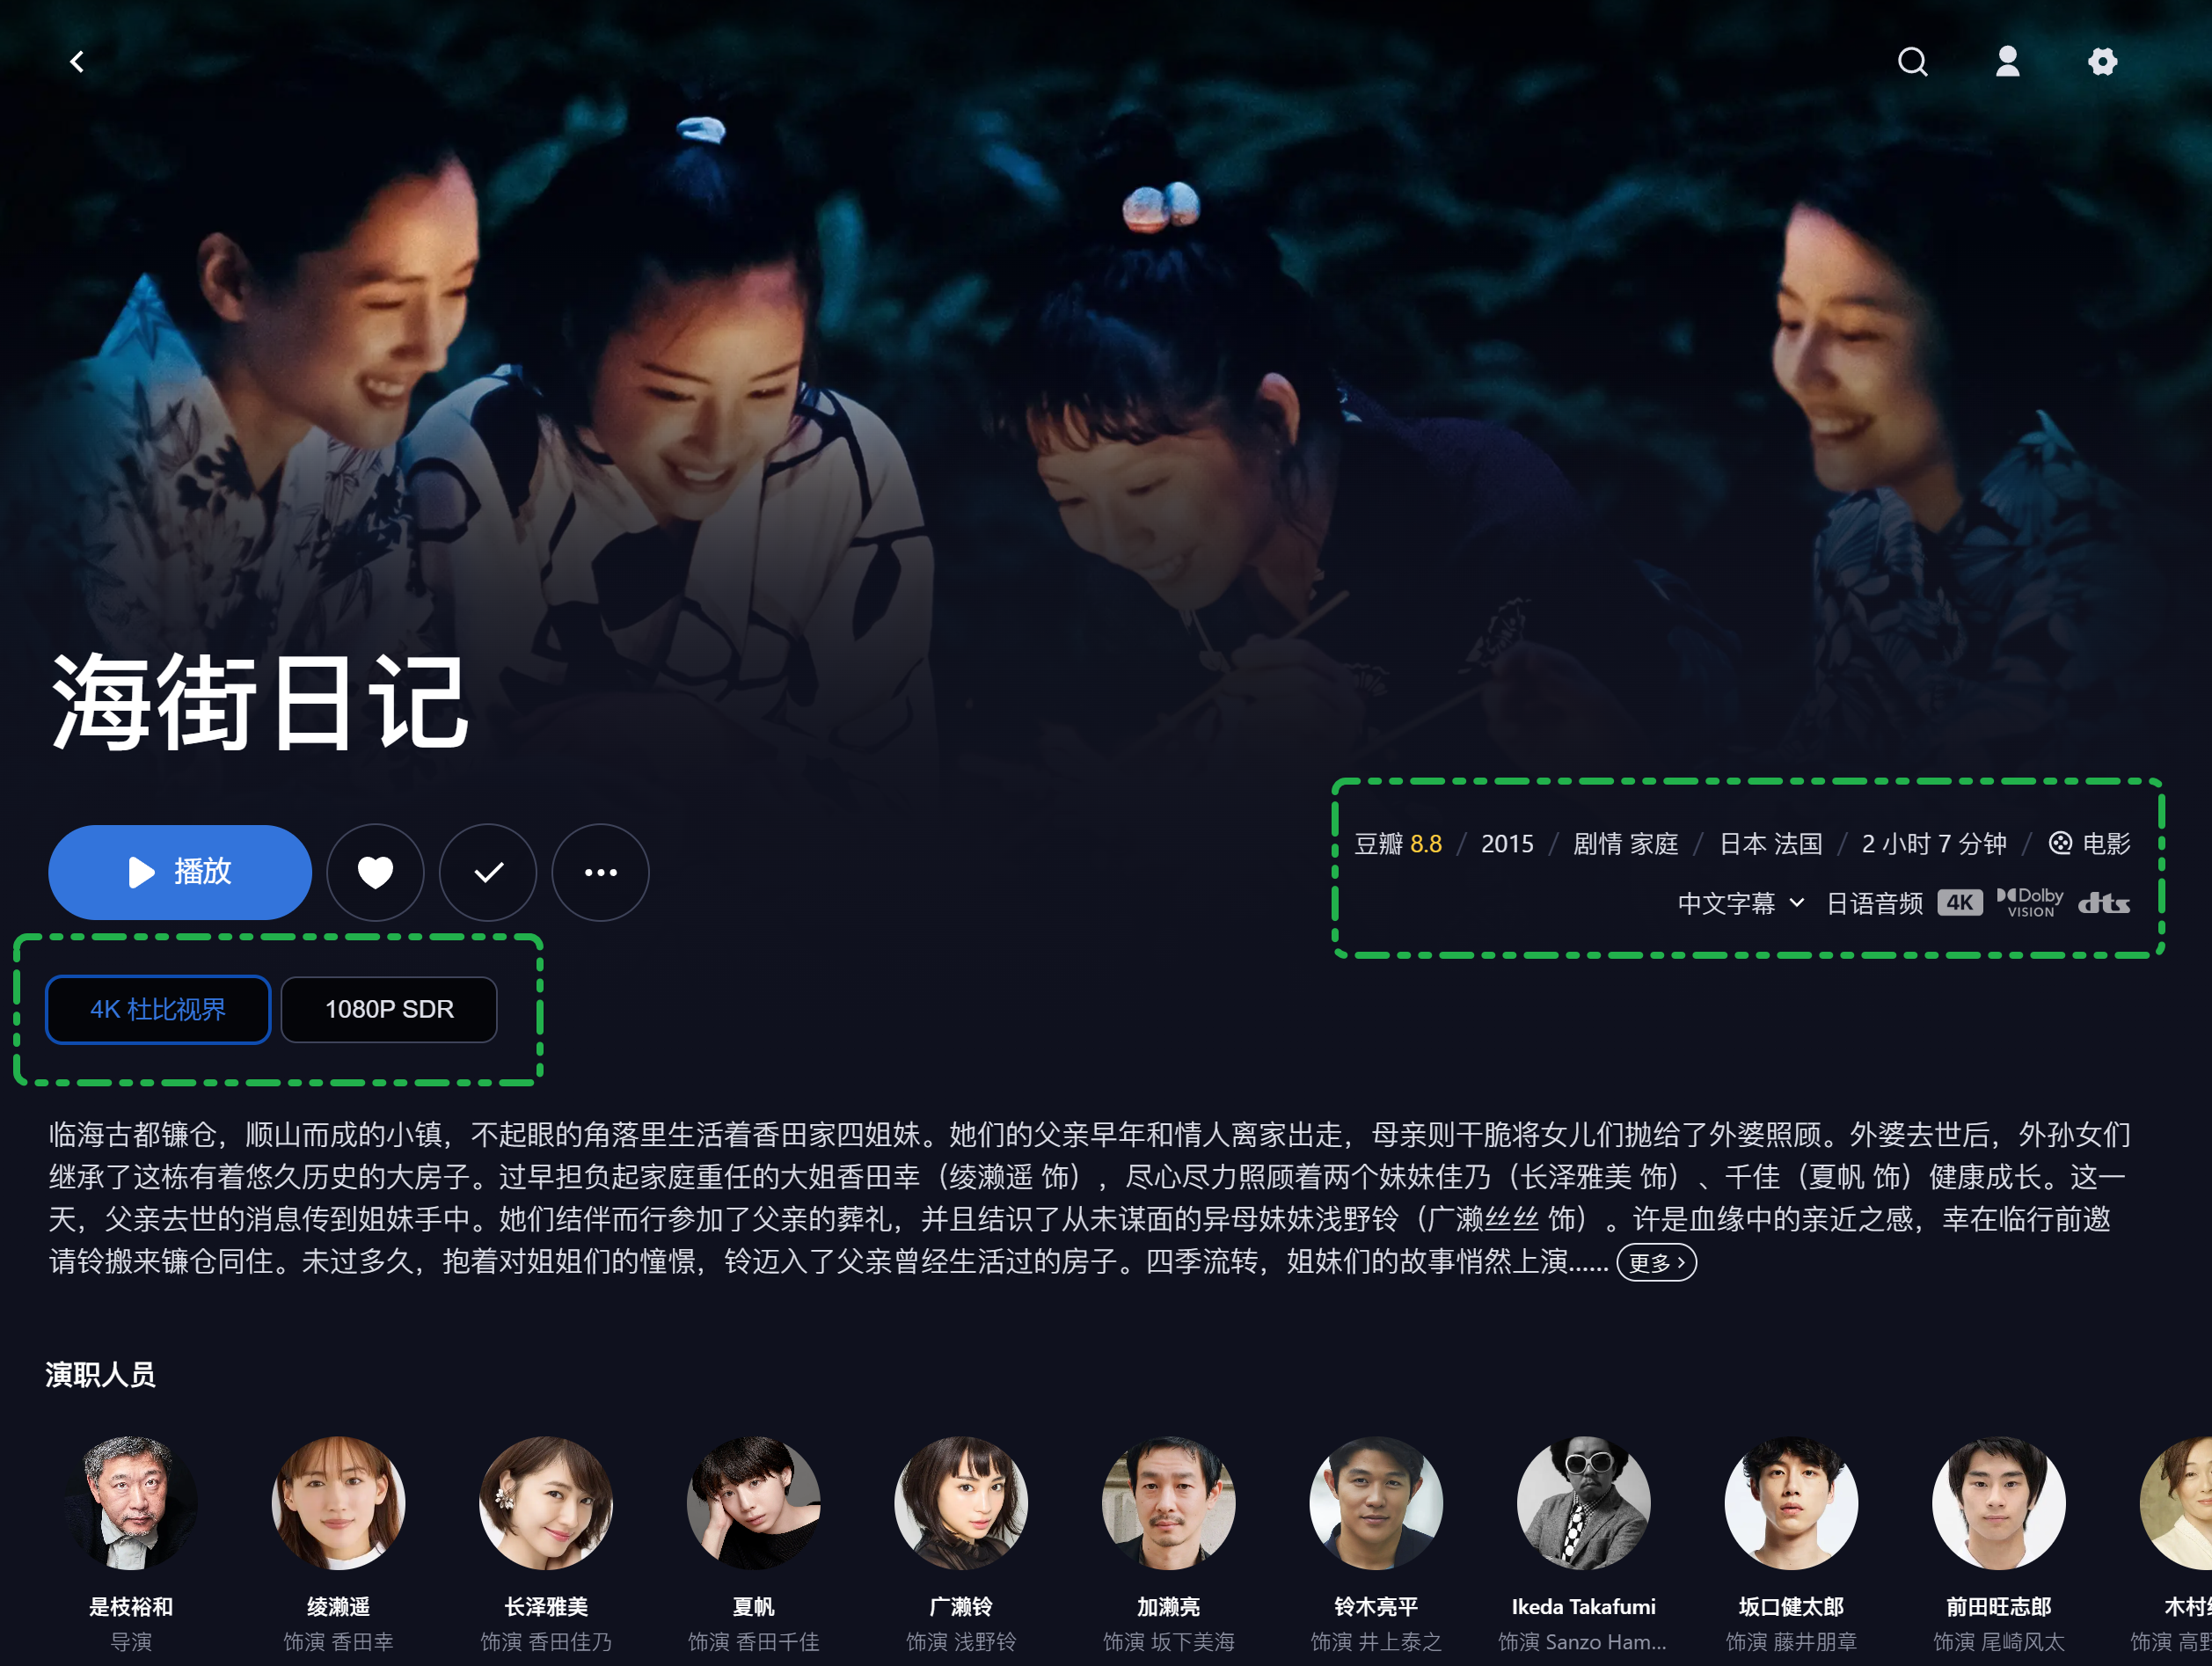 海街日记
播放
豆瓣 8.8 / 2015 / 剧情 家庭 / 日本 法国 / 2 小时 7 分钟 / 电影
中文字幕 日语音频 4K Dolby VISION dts
4K 杜比视界 1080P SDR
临海古都镰仓，顺山而成的小镇，不起眼的角落里生活着香田家四姐妹。她们的父亲早年和情人离家出走，母亲则干脆将女儿们抛给了外婆照顾。外婆去世后，外孙女们
继承了这栋有着悠久历史的大房子。过早担负起家庭重任的大姐香田幸（绫濑遥 饰），尽心尽力照顾着两个妹妹佳乃（长泽雅美 饰）、千佳（夏帆 饰）健康成长。这一
天，父亲去世的消息传到姐妹手中。她们结伴而行参加了父亲的葬礼，并且结识了从未谋面的异母妹妹浅野铃（广濑丝丝 饰）。许是血缘中的亲近之感，幸在临行前邀
请铃搬来镰仓同住。未过多久，抱着对姐姐们的憧憬，铃迈入了父亲曾经生活过的房子。四季流转，姐妹们的故事悄然上演...... 更多
演职人员
是枝裕和 绫濑遥 长泽雅美 夏帆 广濑铃 加濑亮 铃木亮平 Ikeda Takafumi 坂口健太郎 前田旺志郎 木村
导演 饰演 香田幸 饰演 香田佳乃 饰演 香田千佳 饰演 浅野铃 饰演 坂下美海 饰演 井上泰之 饰演 Sanzo Ham... 饰演 藤井朋章 饰演 尾崎风太 饰演 高野